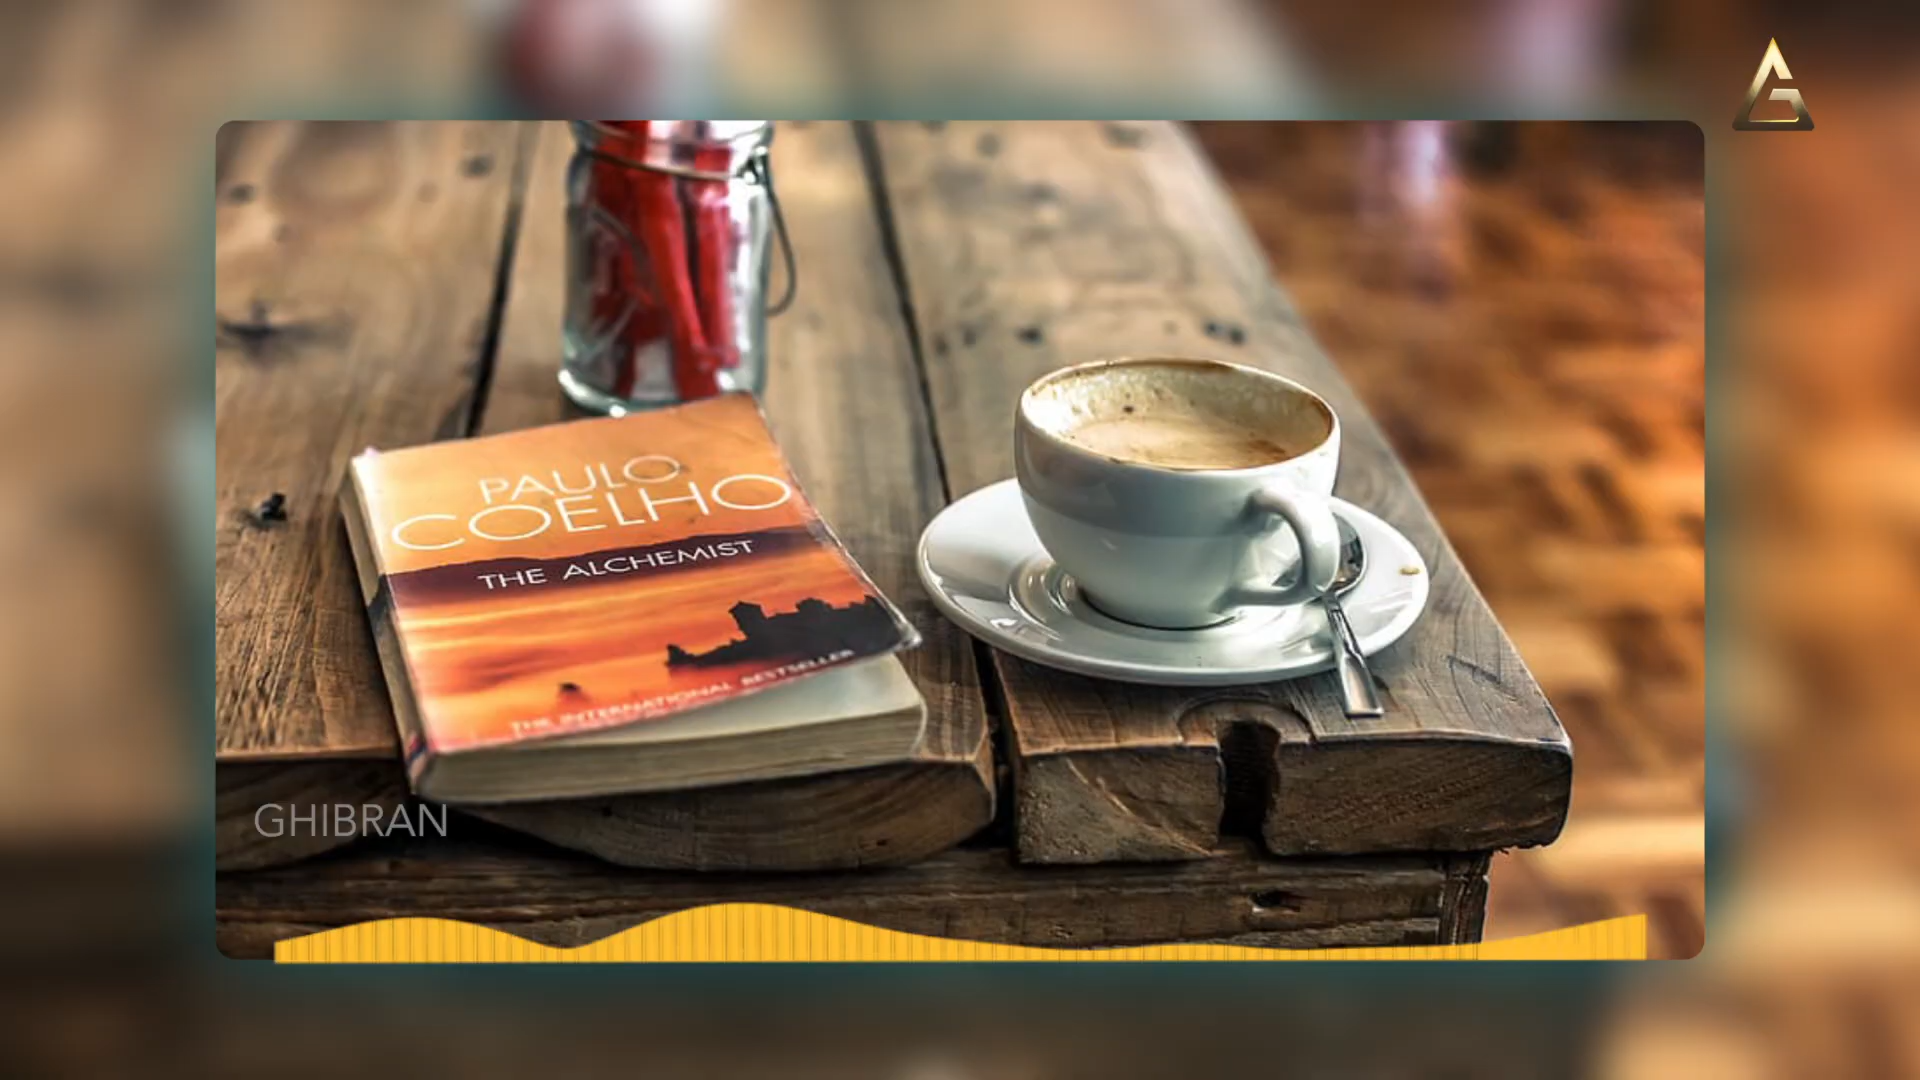 PAULO
COELHO
THE ALCHEMIST
THE INTERNATIONAL BESTSELLER
GHIBRAN